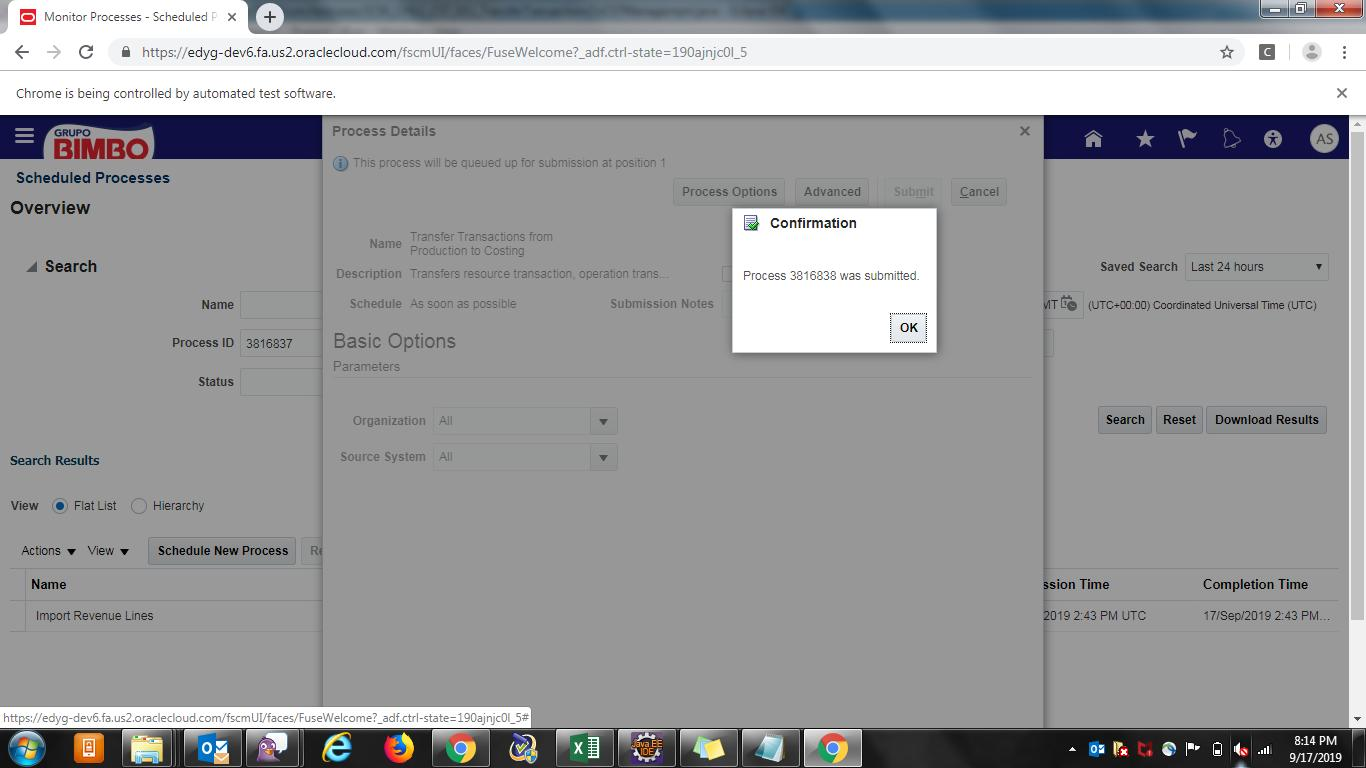 Monitor Processes - Scheduled P
https://edyg-dev6.fa.us2.oraclecloud.com/fscmUI/faces/FuseWelcome?_adf.ctrl-state=190ajnjc0l_5
C
Chrome is being controlled by automated test software.
GRUPO
BIMBO
Process Details
AS
This process will be queued up for submission at position 1
Scheduled Processes
Process Options
Advanced
Submit
Cancel
Overview
Confirmation
Name
Transfer Transactions from
Production to Costing
Search
Description
Transfers resource transaction, operation trans...
Process 3816838 was submitted.
Saved Search
Last 24 hours
Name
Schedule
As soon as possible
Submission Notes
MT
(UTC+00:00) Coordinated Universal Time (UTC)
OK
Process ID
3816837
Basic Options
Parameters
Status
Organization
All
Search
Reset
Download Results
Source System
All
Search Results
View
Flat List
Hierarchy
Actions
View
Schedule New Process
Re
Name
ssion Time
Completion Time
Import Revenue Lines
2019 2:43 PM UTC
17/Sep/2019 2:43 PM...
https://edyg-dev6.fa.us2.oraclecloud.com/fscmUI/faces/FuseWelcome?_adf.ctrl-state=190ajnjc0l_5#
Java EE
IDE
8:14 PM
9/17/2019